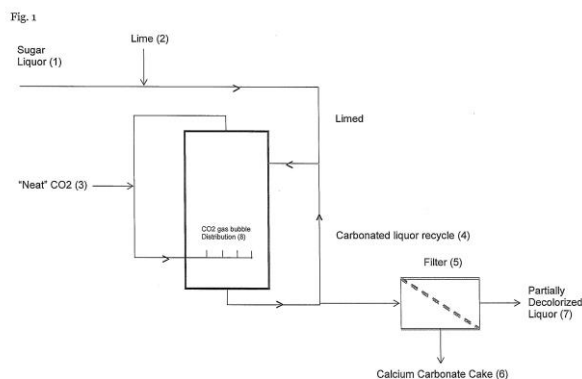 Fig. 1
Lime (2)
Sugar
Liquor (1)
Limed
"Neat" CO2 (3)
CO2 gas bubble
Distribution (8)
Carbonated liquor recycle (4)
Filter (5)
Partially
Decolorized
Liquor (7)
Calcium Carbonate Cake (6)